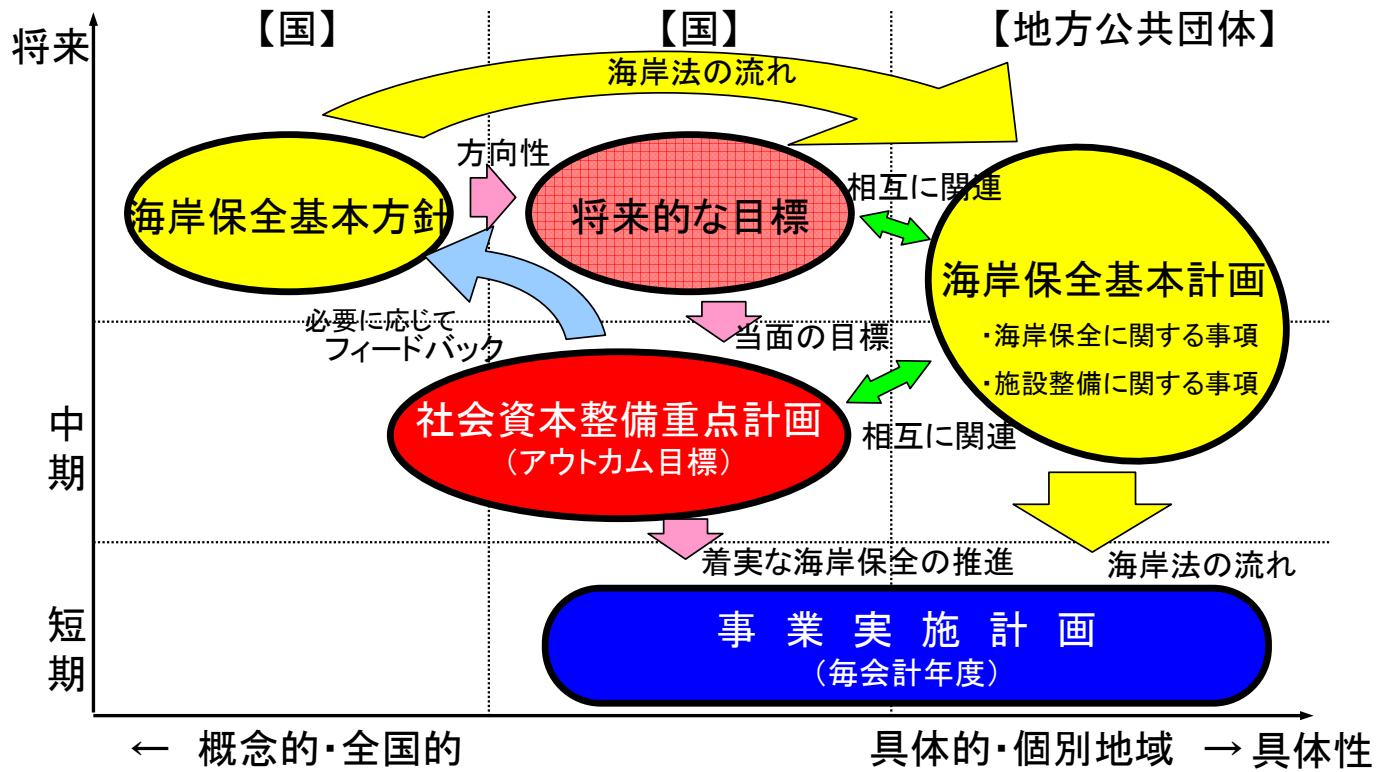 【国】
【国】
【地方公共団体】
将来
海岸法の流れ
方向性
相互に関連
海岸保全基本方針
将来的な目標
海岸保全基本計画
・海岸保全に関する事項
・施設整備に関する事項
必要に応じて
フィードバック
当面の目標
中期
社会資本整備重点計画
（アウトカム目標）
相互に関連
着実な海岸保全の推進
海岸法の流れ
短期
事業実施計画
（毎会計年度）
← 概念的・全国的
具体的・個別地域 → 具体性